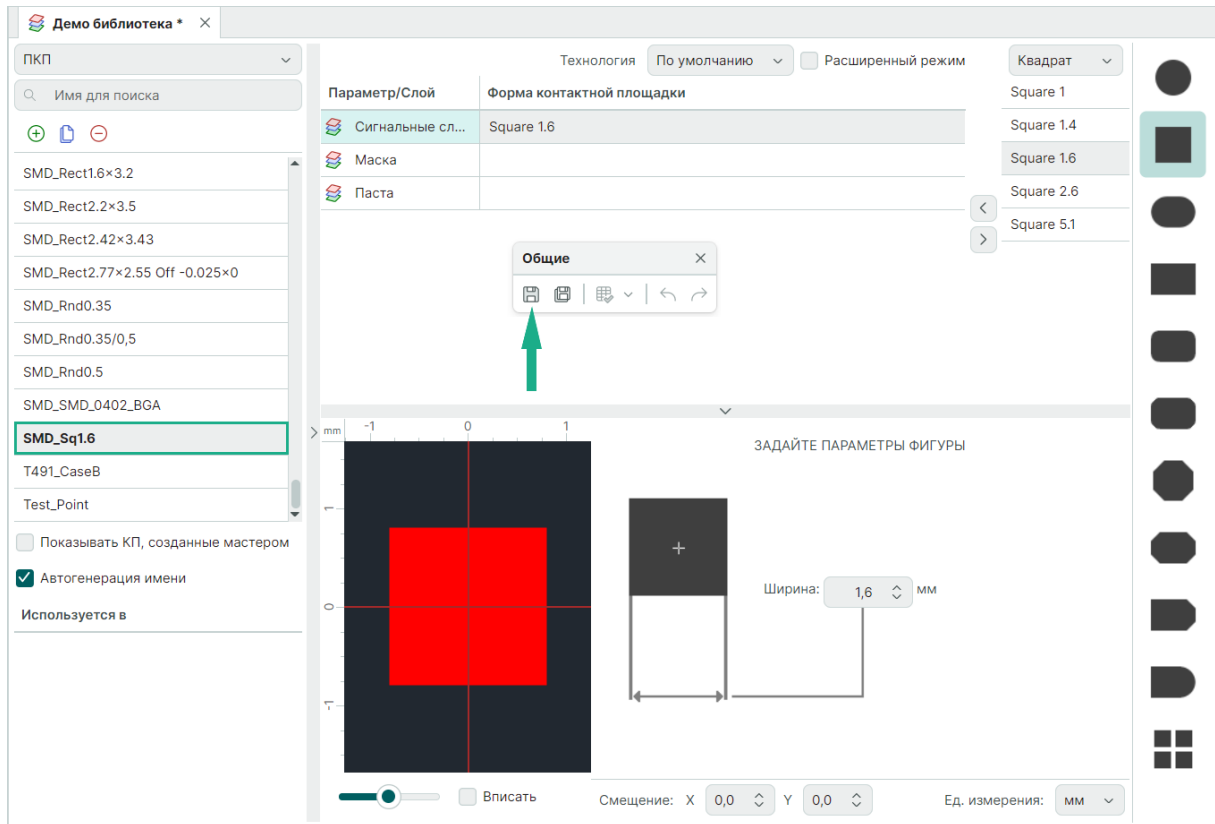 Демо библиотека *
ПКП
Имя для поиска
SMD_Rect1.6×3.2
SMD_Rect2.2×3.5
SMD_Rect2.42×3.43
SMD_Rect2.77×2.55 Off -0.025×0
SMD_Rnd0.35
SMD_Rnd0.35/0,5
SMD_Rnd0.5
SMD_SMD_0402_BGA
SMD_Sq1.6
T491_CaseB
Test_Point
Показывать КП, созданные мастером
Автогенерация имени
Используется в
Технология По умолчанию Расширенный режим
Параметр/Слой Форма контактной площадки
Сигнальные сл... Square 1.6
Маска
Паста
Общие
Квадрат
Square 1
Square 1.4
Square 1.6
Square 2.6
Square 5.1
mm -1 0 1
1
0
-1
ЗАДАЙТЕ ПАРАМЕТРЫ ФИГУРЫ
Ширина: 1,6 мм
Вписать
Смещение: X 0,0 Y 0,0
Ед. измерения: мм